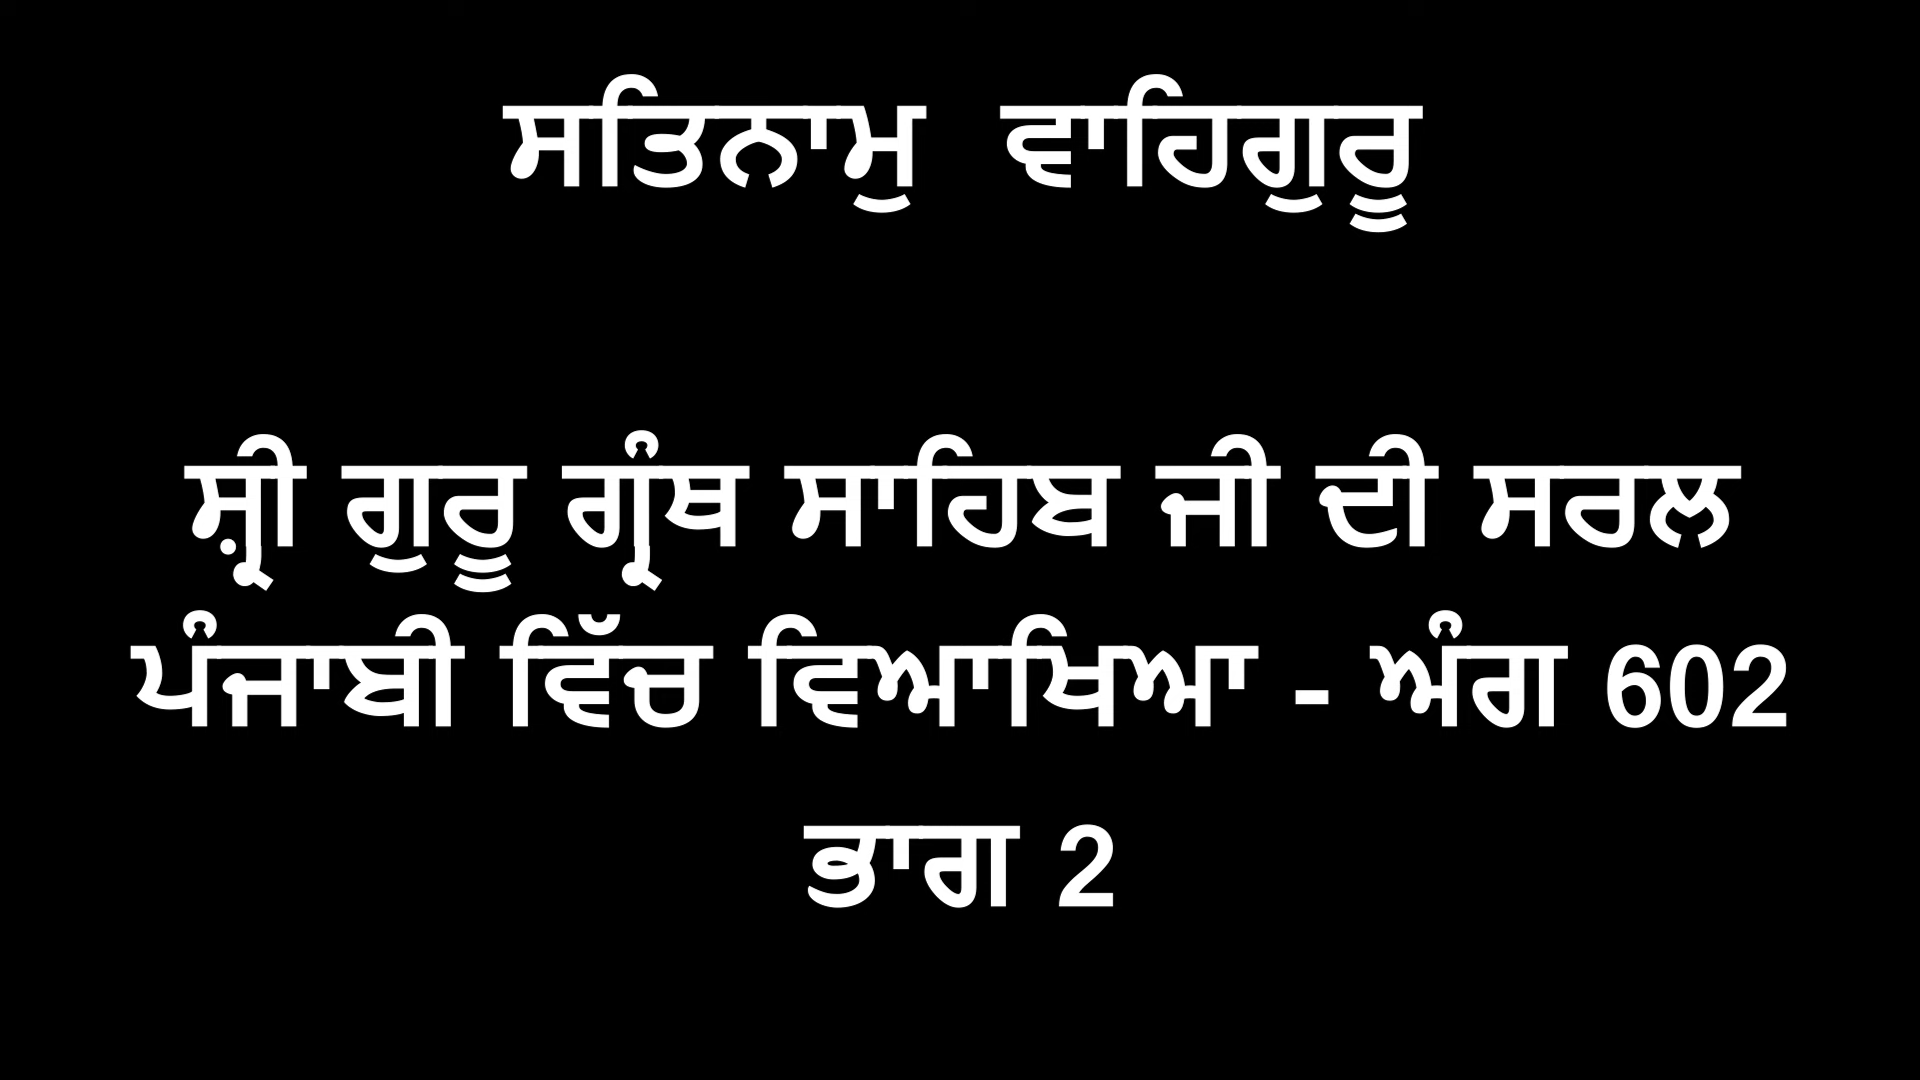 ਸਤਿਨਾਮੁ ਵਾਹਿਗੁਰੂ
ਸ਼੍ਰੀ ਗੁਰੂ ਗ੍ਰੰਥ ਸਾਹਿਬ ਜੀ ਦੀ ਸਰਲ
ਪੰਜਾਬੀ ਵਿੱਚ ਵਿਆਖਿਆ - ਅੰਗ 602
ਭਾਗ 2